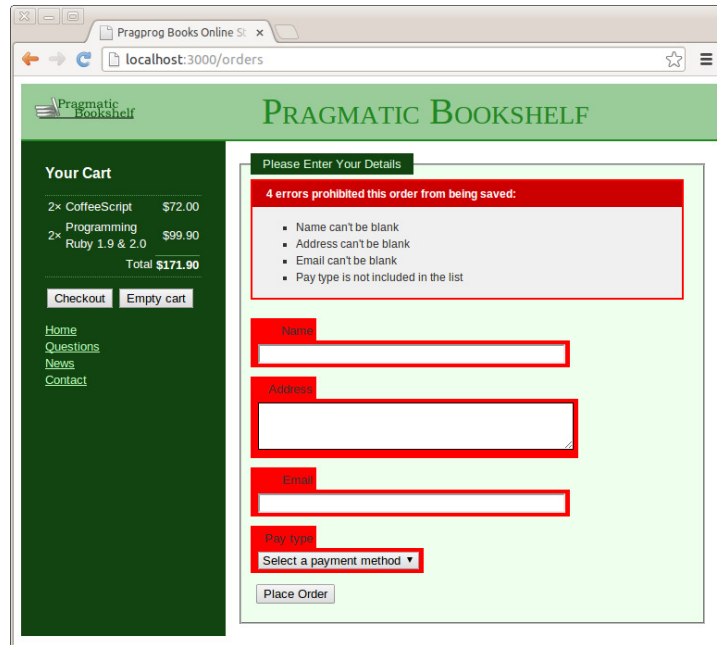 Pragprog Books Online St
localhost:3000/orders
Pragmatic
Bookshelf
PRAGMATIC BOOKSHELF
Your Cart
2× CoffeeScript $72.00
2× Programming Ruby 1.9 & 2.0 $99.90
Total $171.90
Checkout Empty cart
Home
Questions
News
Contact
Please Enter Your Details
4 errors prohibited this order from being saved:
Name can't be blank
Address can't be blank
Email can't be blank
Pay type is not included in the list
Name
Address
Email
Pay type
Select a payment method
Place Order